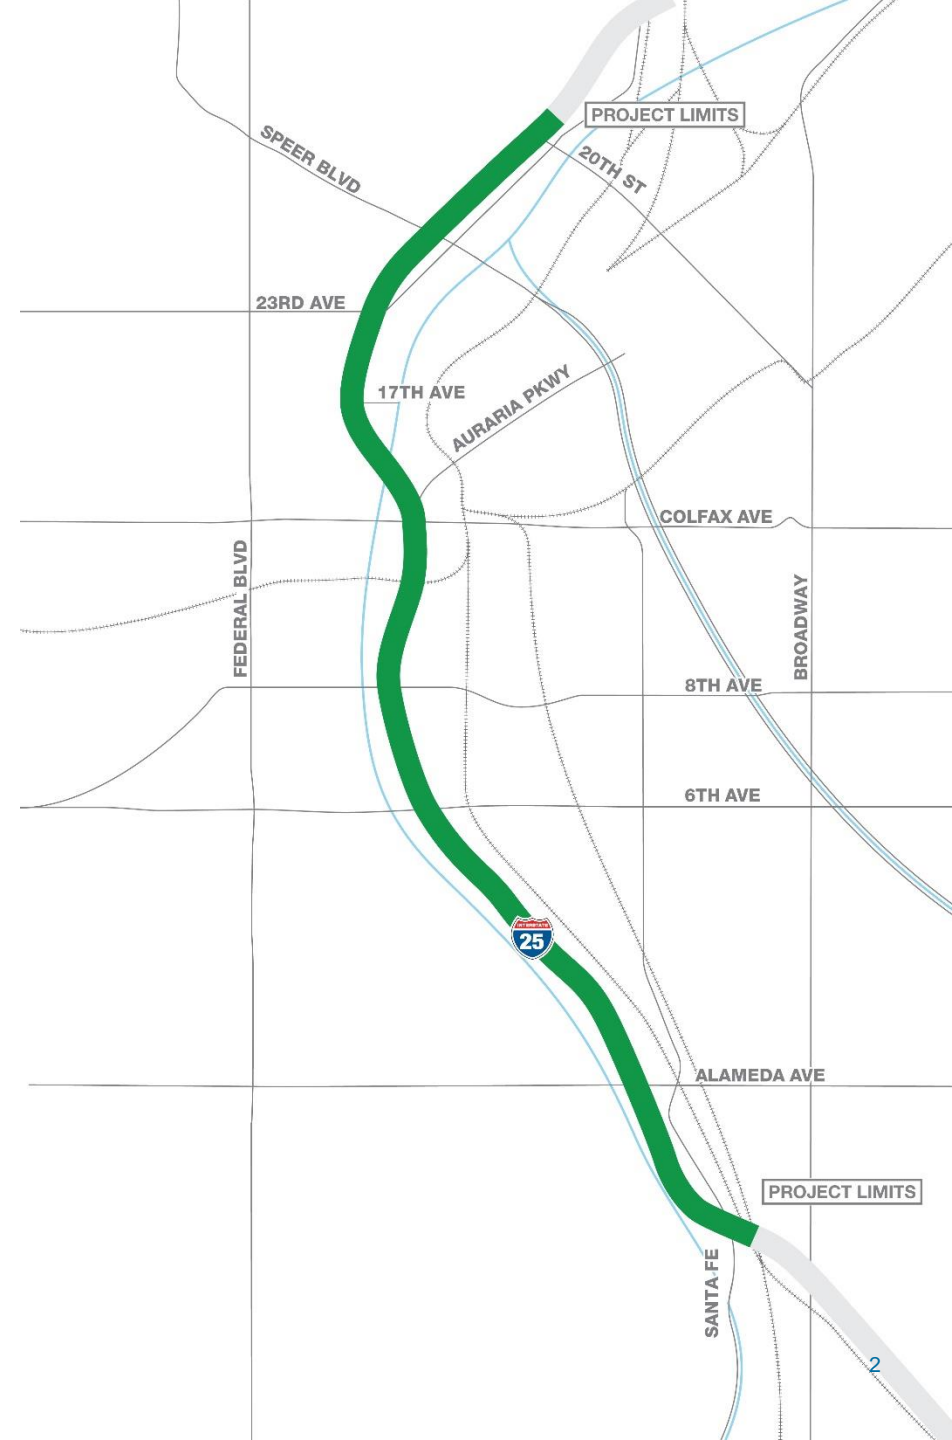 PROJECT LIMITS
SPEER BLVD
20TH ST
23RD AVE
17TH AVE
AURARIA PKWY
COLFAX AVE
FEDERAL BLVD
BROADWAY
8TH AVE
6TH AVE
INTERSTATE
25
ALAMEDA AVE
PROJECT LIMITS
SANTA FE
2